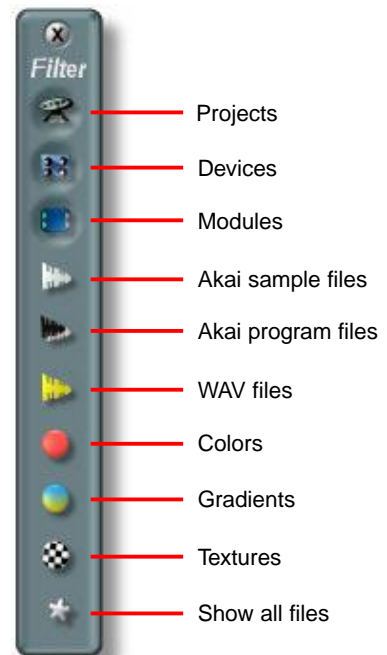 X
Filter
Projects
Devices
Modules
Akai sample files
Akai program files
WAV files
Colors
Gradients
Textures
Show all files